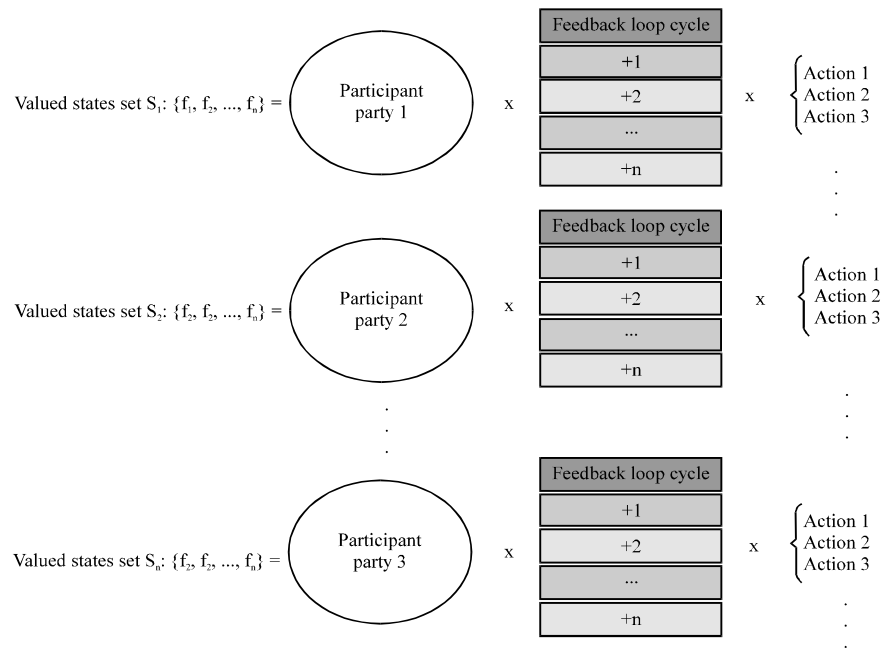 Feedback loop cycle
+1
Valued states set S₁: {f₁, f₂, ..., fₙ} =
Participant
party 1
x
+2
x
Action 1
Action 2
Action 3
...
+n
.
.
.
Feedback loop cycle
+1
Valued states set S₂: {f₂, f₂, ..., fₙ} =
Participant
party 2
x
+2
x
Action 1
Action 2
Action 3
...
+n
.
.
.
.
.
.
Feedback loop cycle
+1
Valued states set Sₙ: {f₂, f₂, ..., fₙ} =
Participant
party 3
x
+2
x
Action 1
Action 2
Action 3
...
+n
.
.
.